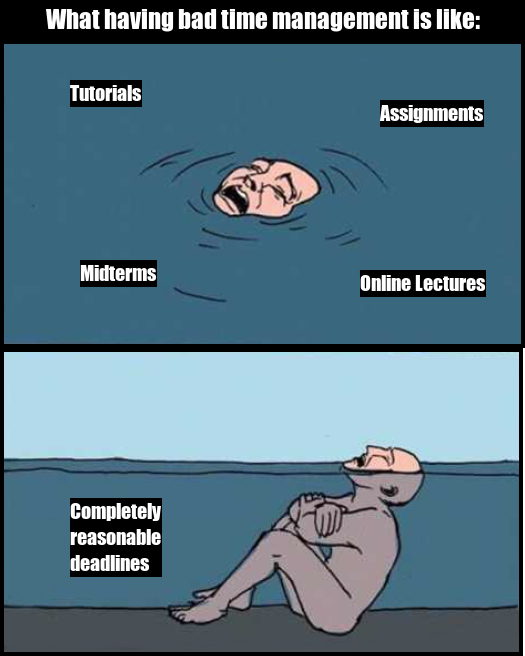 What having bad time management is like:
Tutorials
Assignments
Midterms
Online Lectures
Completely
reasonable
deadlines